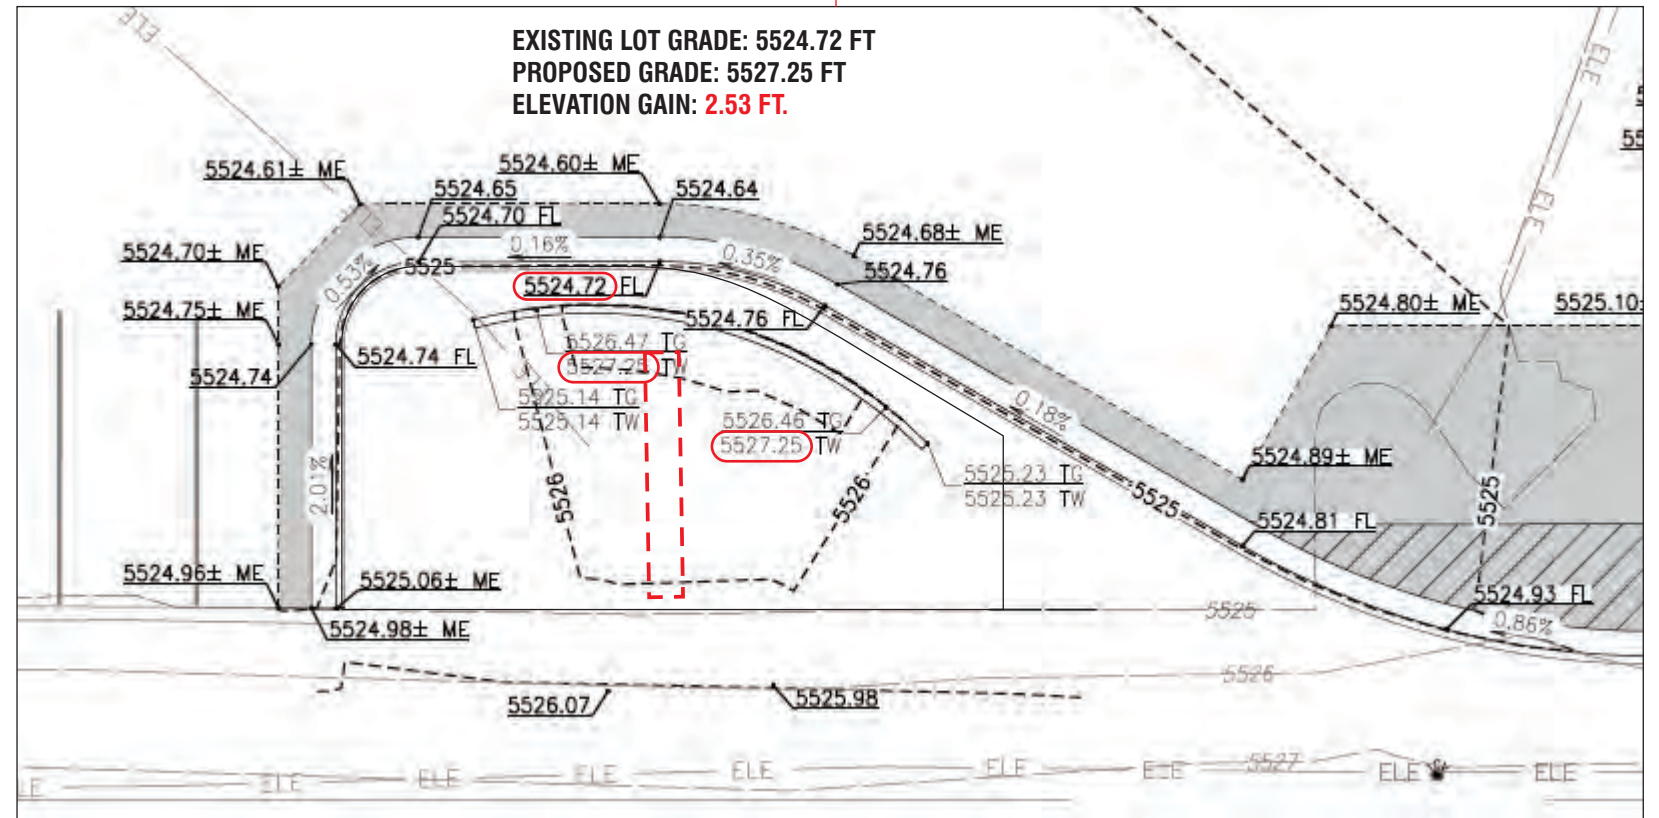 EXISTING LOT GRADE: 5524.72 FT
PROPOSED GRADE: 5527.25 FT
ELEVATION GAIN: 2.53 FT.
ELE
ELE
ELE
5524.61± ME
5524.60± ME
5524.65
5524.64
5524.70 FL
ELE
5524.70± ME
0.16%
5524.68± ME
0.53%
5525
0.35%
5524.76
5524.72 FL
5524.75± ME
5524.76 FL
5524.80± ME
5525.10±
5524.74 FL
5526.47 TG
5527.25 TW
5524.74
5525.14 TG
5525.14 TW
0.18%
5526.46 TG
5527.25 TW
5524.89± ME
5525.23 TG
5525.23 TW
2.01%
5526
5526
5525
5525
5524.81 FL
5524.96± ME
5525.06± ME
5524.93 FL
5525
0.86%
5524.98± ME
5526
5526.07
5525.98
5527
ELE
ELE
ELE
ELE
ELE
ELE
ELE
ELE